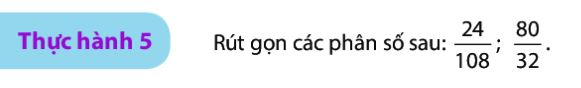 Thực hành 5 Rút gọn các phân số sau: 24/108 ; 80/32 .